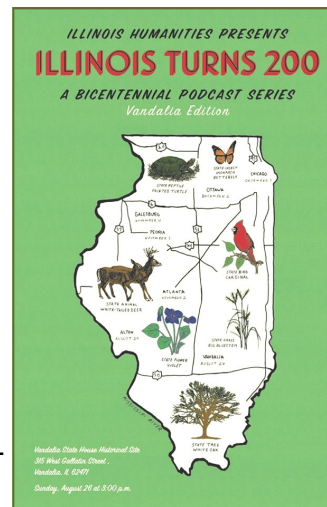 ILLINOIS HUMANITIES PRESENTS
ILLINOIS TURNS 200
A BICENTENNIAL PODCAST SERIES
Vandalia Edition
STATE REPTILE
PAINTED TURTLE
STATE INSECT
MONARCH
BUTTERFLY
CHICAGO
OTTAWA
GALESBURG
PEORIA
STATE BIRD
CARDINAL
STATE ANIMAL
WHITE-TAILED DEER
ATLANTA
ALTON
STATE FLOWER
VIOLET
STATE GRASS
BIG BLUESTEM
VANDALIA
MISSISSIPPI RIVER
STATE TREE
WHITE OAK
Vandalia State House Historical Site
315 West Gallatin Street,
Vandalia, IL 62471
Sunday, August 26 at 3:00 p.m.